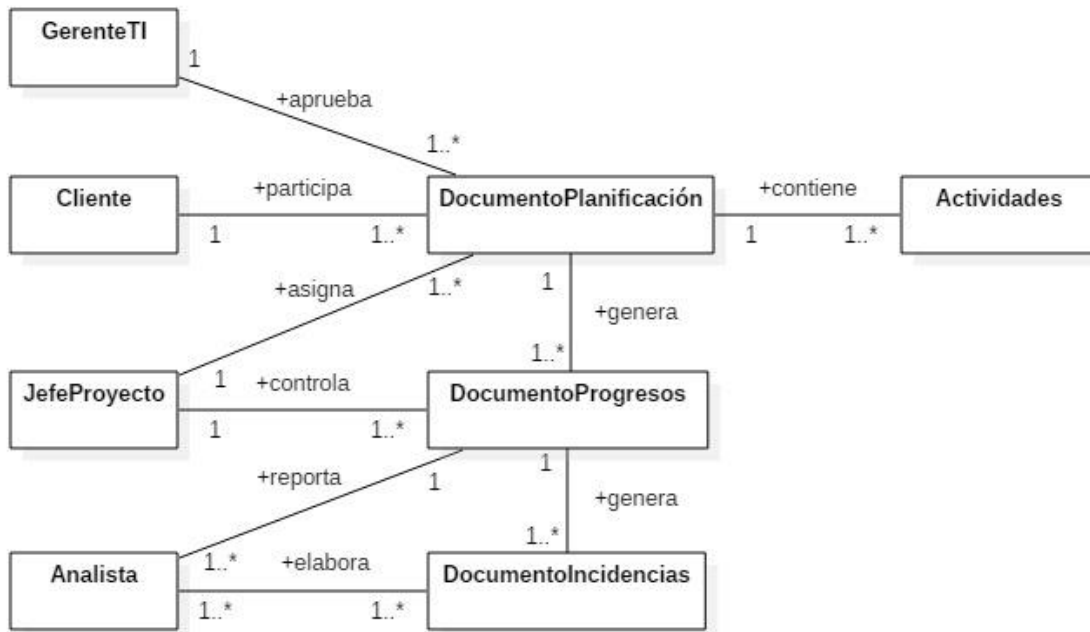 GerenteTI
1
+aprueba
1..*
Cliente
+participa
1
1..*
DocumentoPlanificación
+contiene
1
1..*
Actividades
+asigna
1..*
1
+genera
1..*
1
JefeProyecto
+controla
1
1..*
DocumentoProgresos
+reporta
1
1
+genera
1..*
1..*
Analista
+elabora
1..*
1..*
DocumentoIncidencias